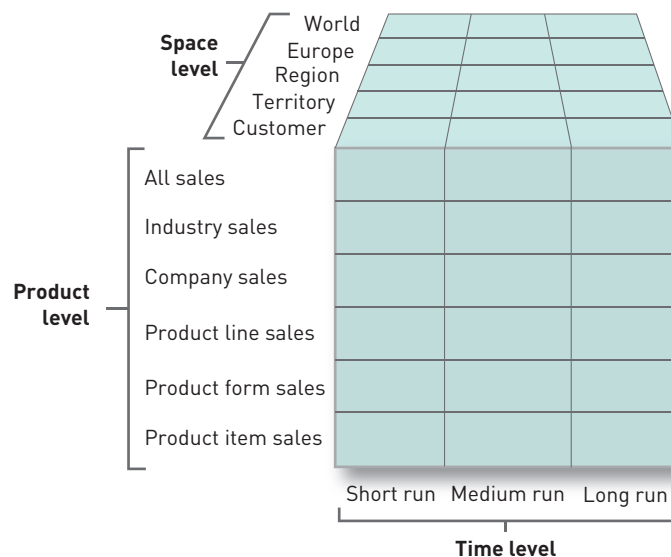 Space
level
World
Europe
Region
Territory
Customer
Product
level
All sales
Industry sales
Company sales
Product line sales
Product form sales
Product item sales
Short run Medium run Long run
Time level